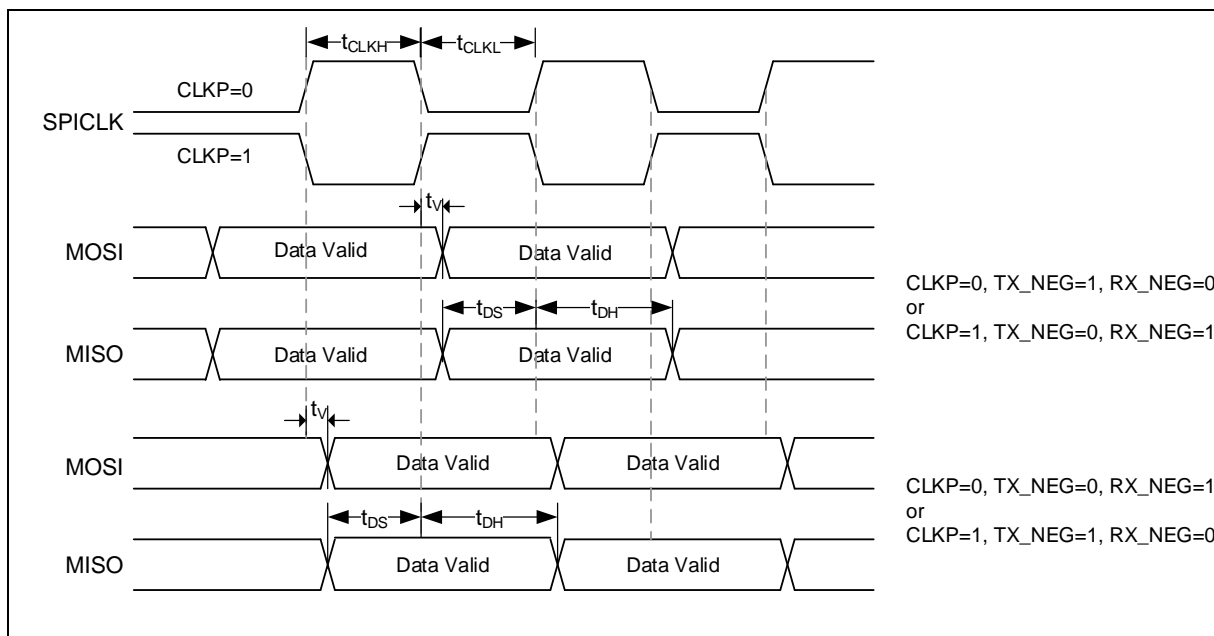 tCLKH tCLKL
CLKP=0
SPICLK
CLKP=1
tV
MOSI Data Valid Data Valid
CLKP=0, TX_NEG=1, RX_NEG=0
or
CLKP=1, TX_NEG=0, RX_NEG=1
tDS tDH
MISO Data Valid Data Valid
tV
MOSI Data Valid Data Valid
CLKP=0, TX_NEG=0, RX_NEG=1
or
CLKP=1, TX_NEG=1, RX_NEG=0
tDS tDH
MISO Data Valid Data Valid